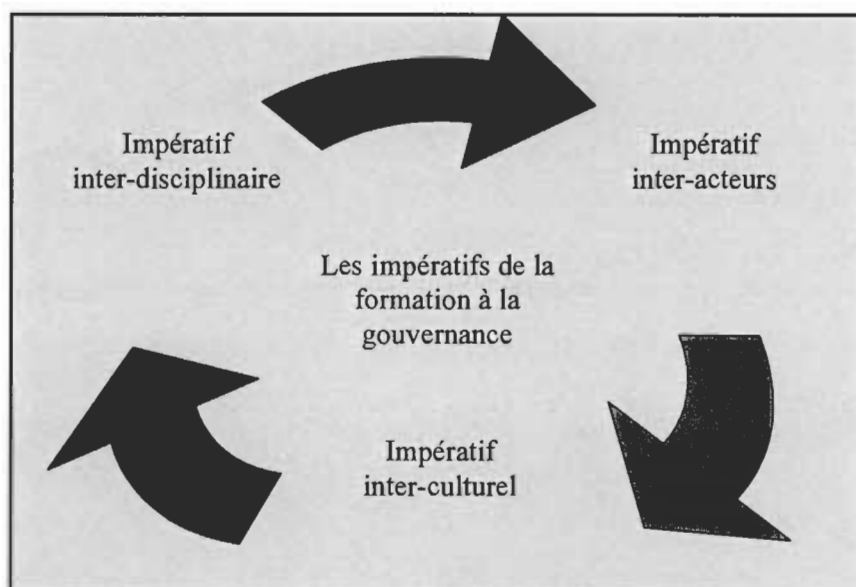 Impératif
inter-disciplinaire
Impératif
inter-acteurs
Les impératifs de la
formation à la
gouvernance
Impératif
inter-culturel